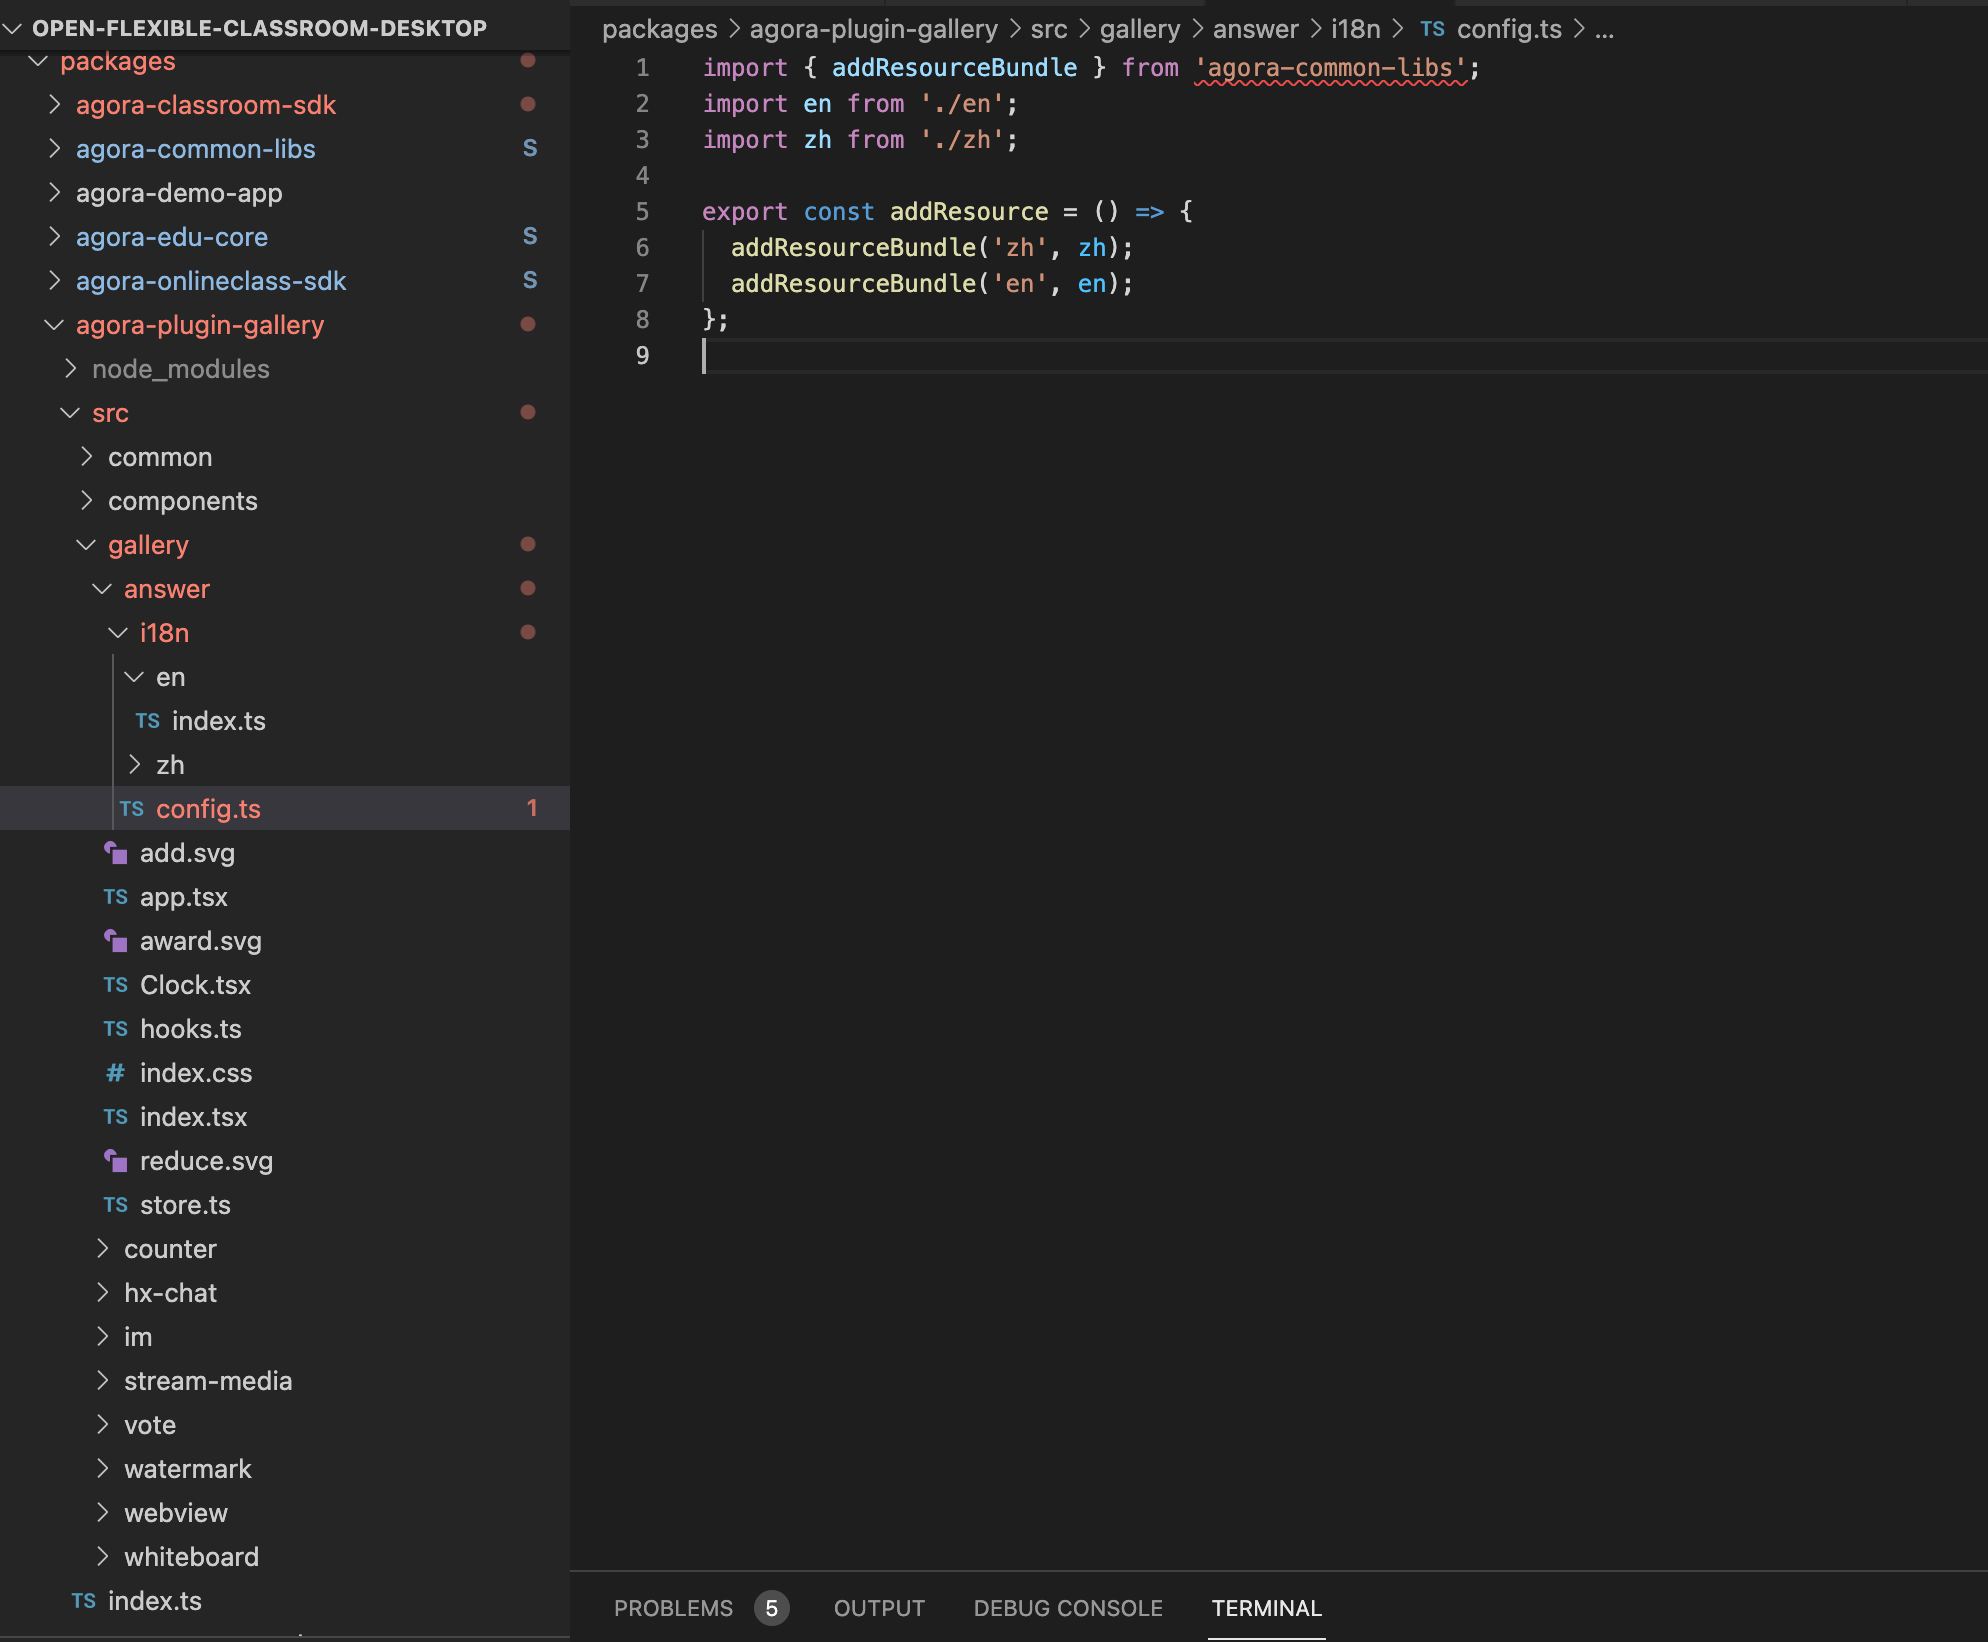 OPEN-FLEXIBLE-CLASSROOM-DESKTOP
packages
agora-classroom-sdk
agora-common-libs S
agora-demo-app
agora-edu-core S
agora-onlineclass-sdk S
agora-plugin-gallery
node_modules
src
common
components
gallery
answer
i18n
en
TS index.ts
zh
TS config.ts 1
add.svg
TS app.tsx
award.svg
TS Clock.tsx
TS hooks.ts
# index.css
TS index.tsx
reduce.svg
TS store.ts
counter
hx-chat
im
stream-media
vote
watermark
webview
whiteboard
TS index.ts
packages > agora-plugin-gallery > src > gallery > answer > i18n > TS config.ts > ...
1 import { addResourceBundle } from 'agora-common-libs';
2 import en from './en';
3 import zh from './zh';
4
5 export const addResource = () => {
6 addResourceBundle('zh', zh);
7 addResourceBundle('en', en);
8 };
9
PROBLEMS 5 OUTPUT DEBUG CONSOLE TERMINAL